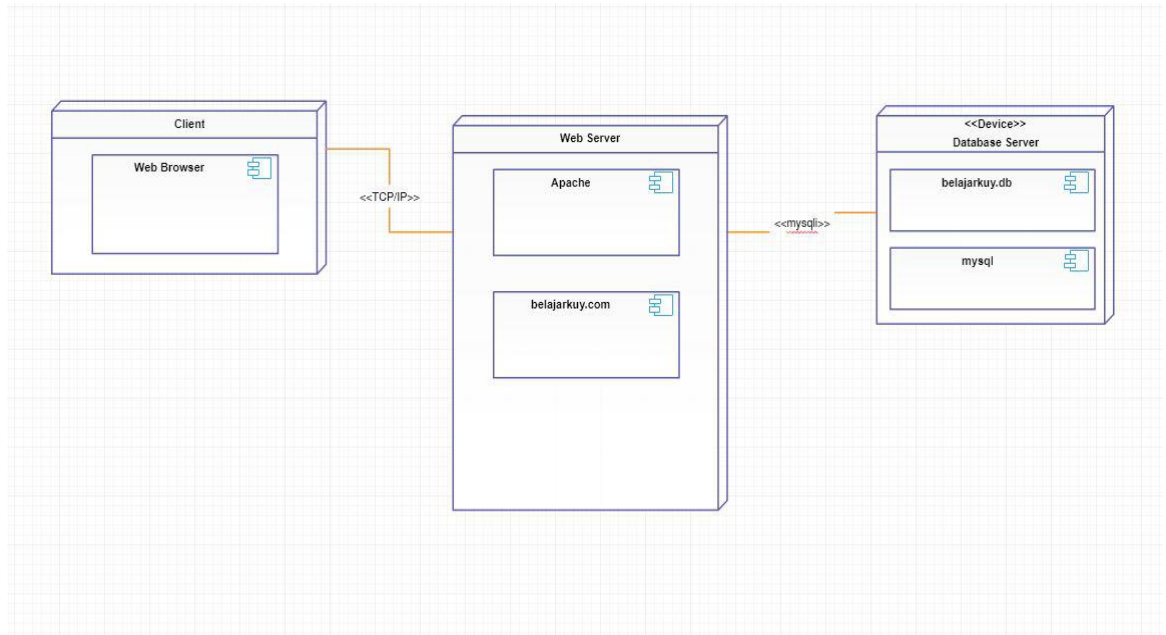 Client
Web Browser
<<TCP/IP>>
Web Server
Apache
belajarkuy.com
<<mysqli>>
<<Device>>
Database Server
belajarkuy.db
mysql